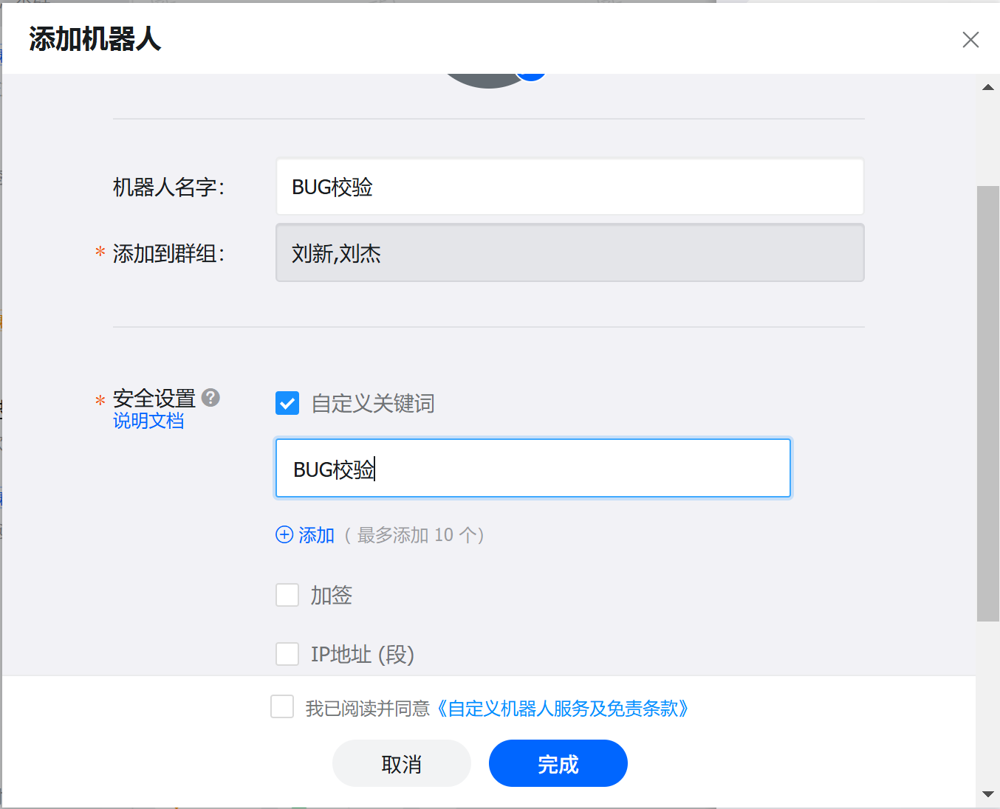 添加机器人
机器人名字：
BUG校验
* 添加到群组：
刘新,刘杰
* 安全设置 ?
说明文档
自定义关键词
BUG校验
添加（ 最多添加 10 个）
加签
IP地址 (段)
我已阅读并同意《自定义机器人服务及免责条款》
取消
完成